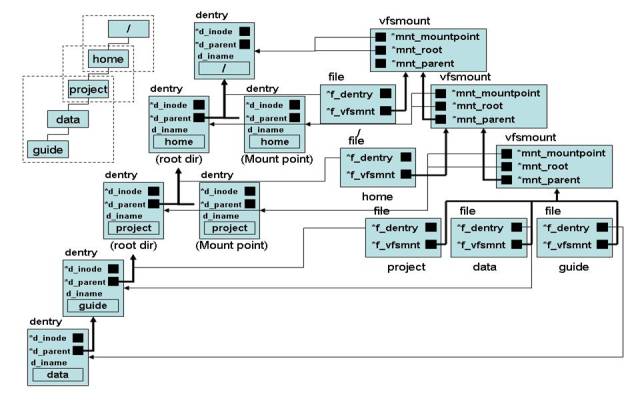 /
home
project
data
guide
dentry
*d_inode
*d_parent
d_iname
/
vfsmount
*mnt_mountpoint
*mnt_root
*mnt_parent
dentry
*d_inode
*d_parent
d_iname
home
(root dir)
dentry
*d_inode
*d_parent
d_iname
home
(Mount point)
file
*f_dentry
*f_vfsmnt
/
vfsmount
*mnt_mountpoint
*mnt_root
*mnt_parent
file
*f_dentry
*f_vfsmnt
home
vfsmount
*mnt_mountpoint
*mnt_root
*mnt_parent
dentry
*d_inode
*d_parent
d_iname
project
(root dir)
dentry
*d_inode
*d_parent
d_iname
project
(Mount point)
file
*f_dentry
*f_vfsmnt
project
file
*f_dentry
*f_vfsmnt
data
file
*f_dentry
*f_vfsmnt
guide
dentry
*d_inode
*d_parent
d_iname
guide
dentry
*d_inode
*d_parent
d_iname
data